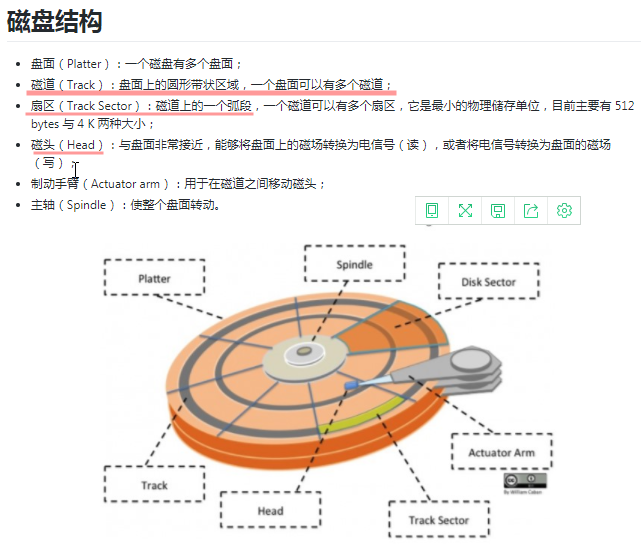 磁盘结构
盘面（Platter）：一个磁盘有多个盘面；
磁道（Track）：盘面上的圆形带状区域，一个盘面可以有多个磁道；
扇区（Track Sector）：磁道上的一个弧段，一个磁道可以有多个扇区，它是最小的物理储存单位，目前主要有 512
bytes 与 4 K 两种大小；
磁头（Head）：与盘面非常接近，能够将盘面上的磁场转换为电信号（读），或者将电信号转换为盘面的磁场
（写）；
制动手臂（Actuator arm）：用于在磁道之间移动磁头；
主轴（Spindle）：使整个盘面转动。
Spindle
Platter
Disk Sector
Actuator Arm
Track
Head
Track Sector
cc
BY
By William Caban